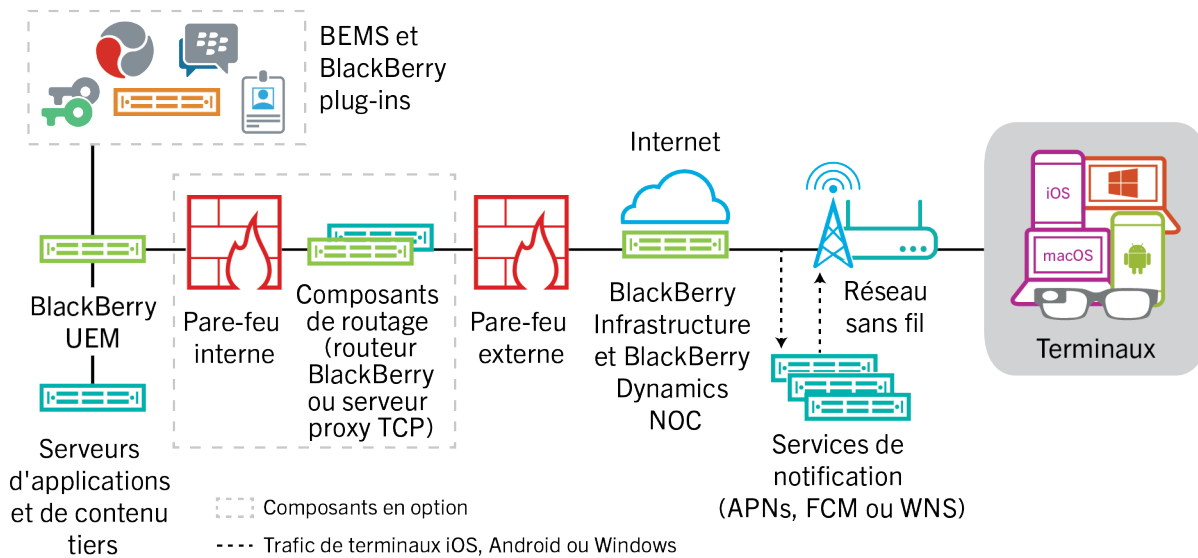 BEMS et
BlackBerry
plug-ins
Internet
iOS
macOS
BlackBerry
UEM
Pare-feu
interne
Composants
de routage
(routeur
BlackBerry
ou serveur
proxy TCP)
Pare-feu
externe
BlackBerry
Infrastructure
et BlackBerry
Dynamics
NOC
Réseau
sans fil
Terminaux
Serveurs
d'applications
et de contenu
tiers
Services de
notification
(APNs, FCM ou WNS)
Composants en option
Trafic de terminaux iOS, Android ou Windows